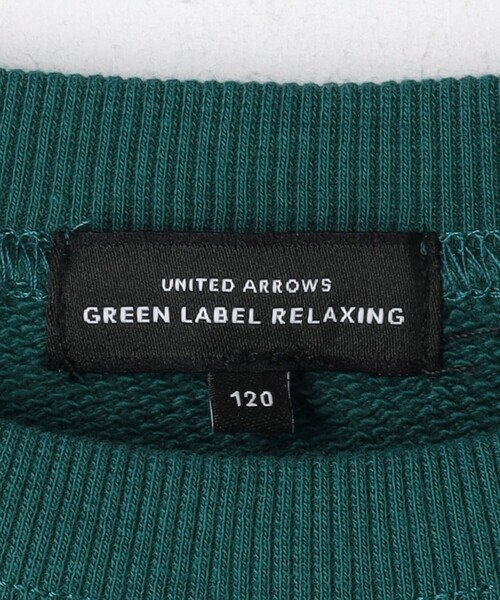 UNITED ARROWS
GREEN LABEL RELAXING
120